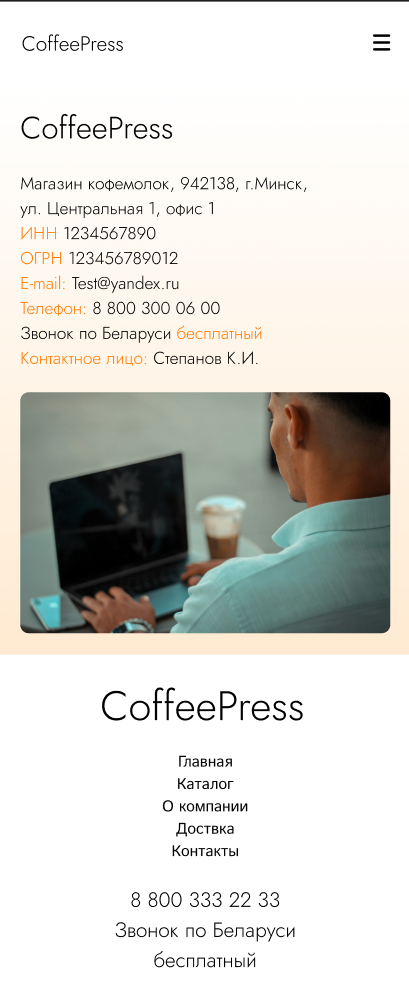 CoffeePress
CoffeePress
Магазин кофемолок, 942138, г.Минск,
ул. Центральная 1, офис 1
ИНН 1234567890
ОГРН 123456789012
E-mail: Test@yandex.ru
Телефон: 8 800 300 06 00
Звонок по Беларуси бесплатный
Контактное лицо: Степанов К.И.
CoffeePress
Главная
Каталог
О компании
Доствка
Контакты
8 800 333 22 33
Звонок по Беларуси
бесплатный